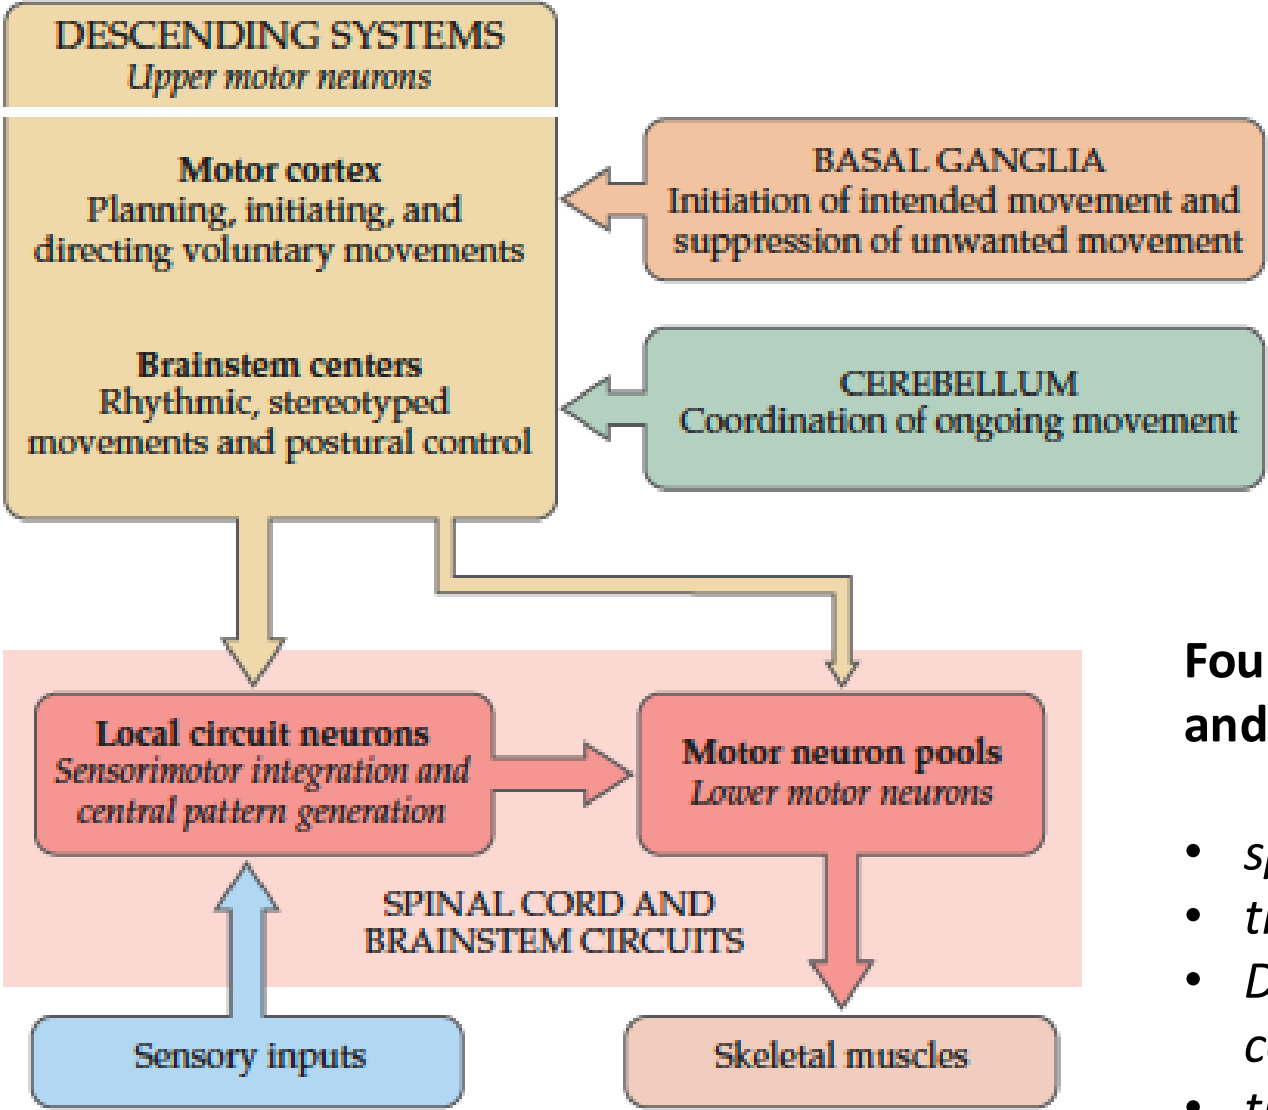 DESCENDING SYSTEMS
Upper motor neurons
Motor cortex
Planning, initiating, and
directing voluntary movements
Brainstem centers
Rhythmic, stereotyped
movements and postural control
BASAL GANGLIA
Initiation of intended movement and
suppression of unwanted movement
CEREBELLUM
Coordination of ongoing movement
Local circuit neurons
Sensorimotor integration and
central pattern generation
Motor neuron pools
Lower motor neurons
SPINAL CORD AND
BRAINSTEM CIRCUITS
Sensory inputs
Skeletal muscles
Fou
and